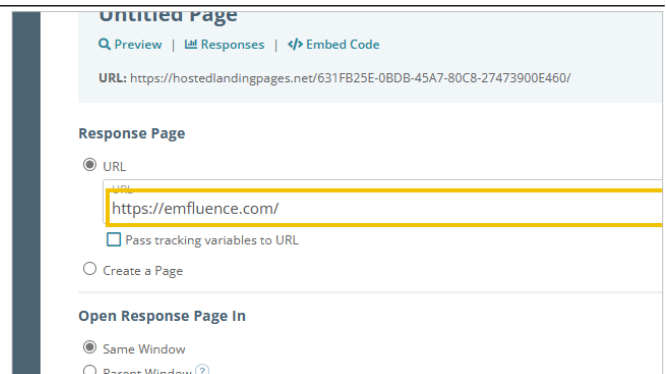 Untitled Page
Preview | Responses | </> Embed Code
URL: https://hostedlandingpages.net/631FB25E-0BDB-45A7-80C8-27473900E460/
Response Page
URL
URL
https://emfluence.com/
Pass tracking variables to URL
Create a Page
Open Response Page In
Same Window
Parent Window ?